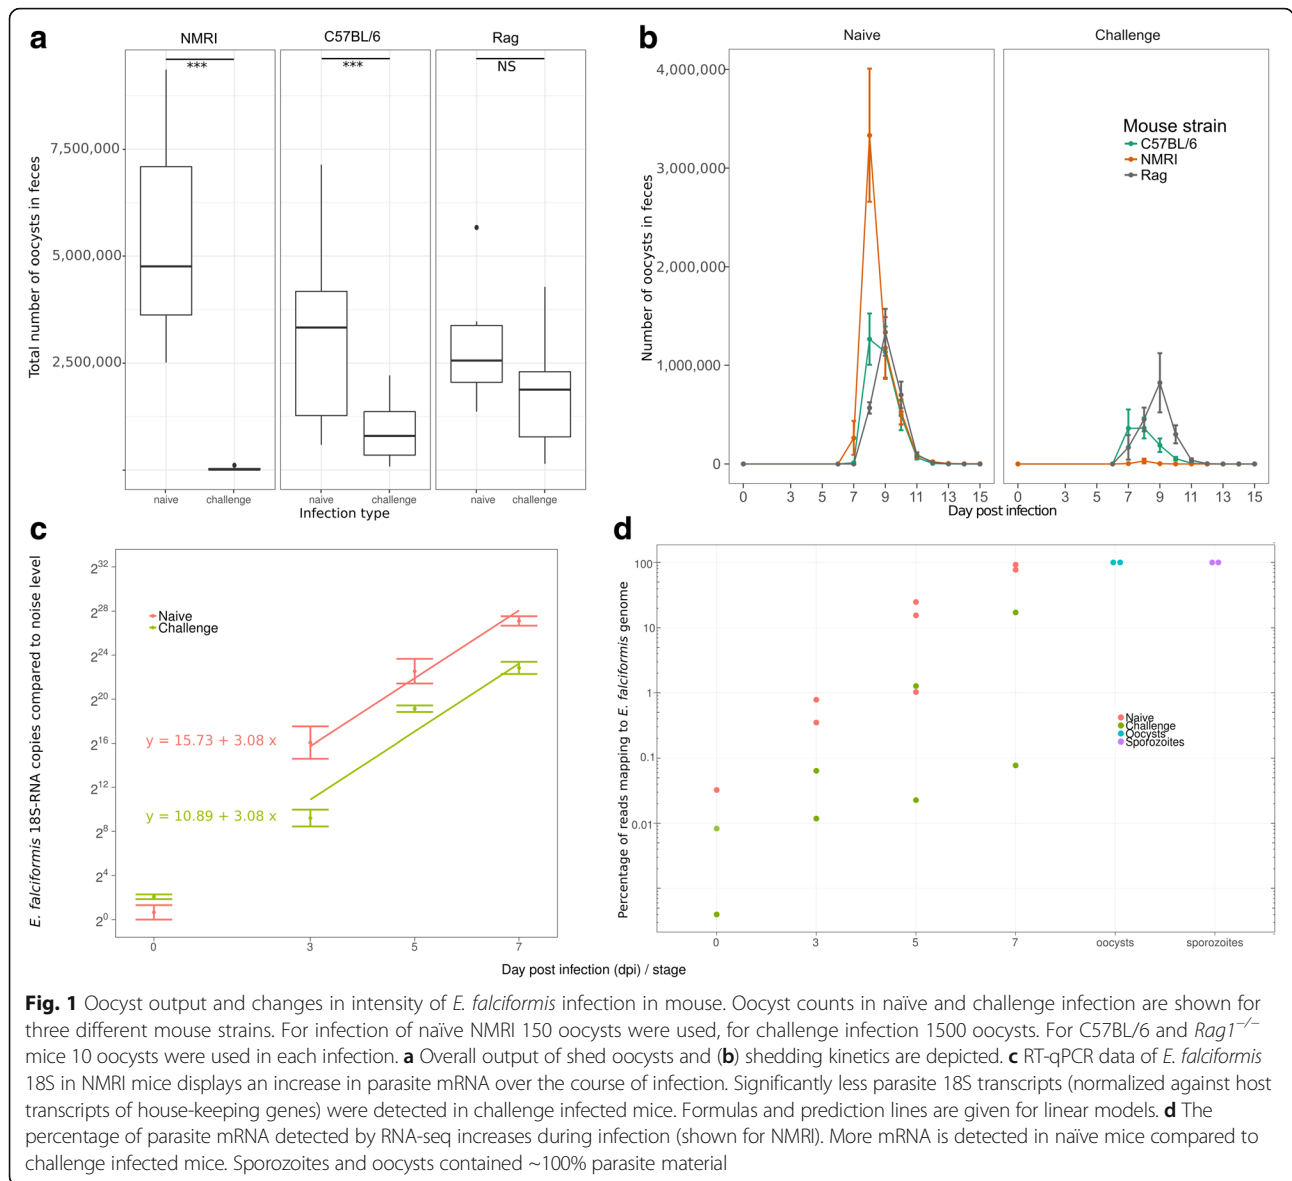 a
NMRI
C57BL/6
Rag
***
***
NS
Total number of oocysts in feces
7,500,000
5,000,000
2,500,000
naive
challenge
naive
challenge
naive
challenge
Infection type
b
Naive
Challenge
Number of oocysts in feces
4,000,000
3,000,000
2,000,000
1,000,000
0
Mouse strain
C57BL/6
NMRI
Rag
0 3 5 7 9 11 13 15
0 3 5 7 9 11 13 15
Day post infection
c
E. falciformis 18S-RNA copies compared to noise level
2^32
2^28
2^24
2^20
2^16
2^12
2^8
2^4
2^0
Naive
Challenge
y = 15.73 + 3.08 x
y = 10.89 + 3.08 x
0 3 5 7
d
Percentage of reads mapping to E. falciformis genome
100
10
1
0.1
0.01
Naive
Challenge
Oocysts
Sporozoites
0 3 5 7 oocysts sporozoites
Day post infection (dpi) / stage
Fig. 1 Oocyst output and changes in intensity of E. falciformis infection in mouse. Oocyst counts in naïve and challenge infection are shown for
three different mouse strains. For infection of naïve NMRI 150 oocysts were used, for challenge infection 1500 oocysts. For C57BL/6 and Rag1−/−
mice 10 oocysts were used in each infection. a Overall output of shed oocysts and (b) shedding kinetics are depicted. c RT-qPCR data of E. falciformis
18S in NMRI mice displays an increase in parasite mRNA over the course of infection. Significantly less parasite 18S transcripts (normalized against host
transcripts of house-keeping genes) were detected in challenge infected mice. Formulas and prediction lines are given for linear models. d The
percentage of parasite mRNA detected by RNA-seq increases during infection (shown for NMRI). More mRNA is detected in naïve mice compared to
challenge infected mice. Sporozoites and oocysts contained ~100% parasite material